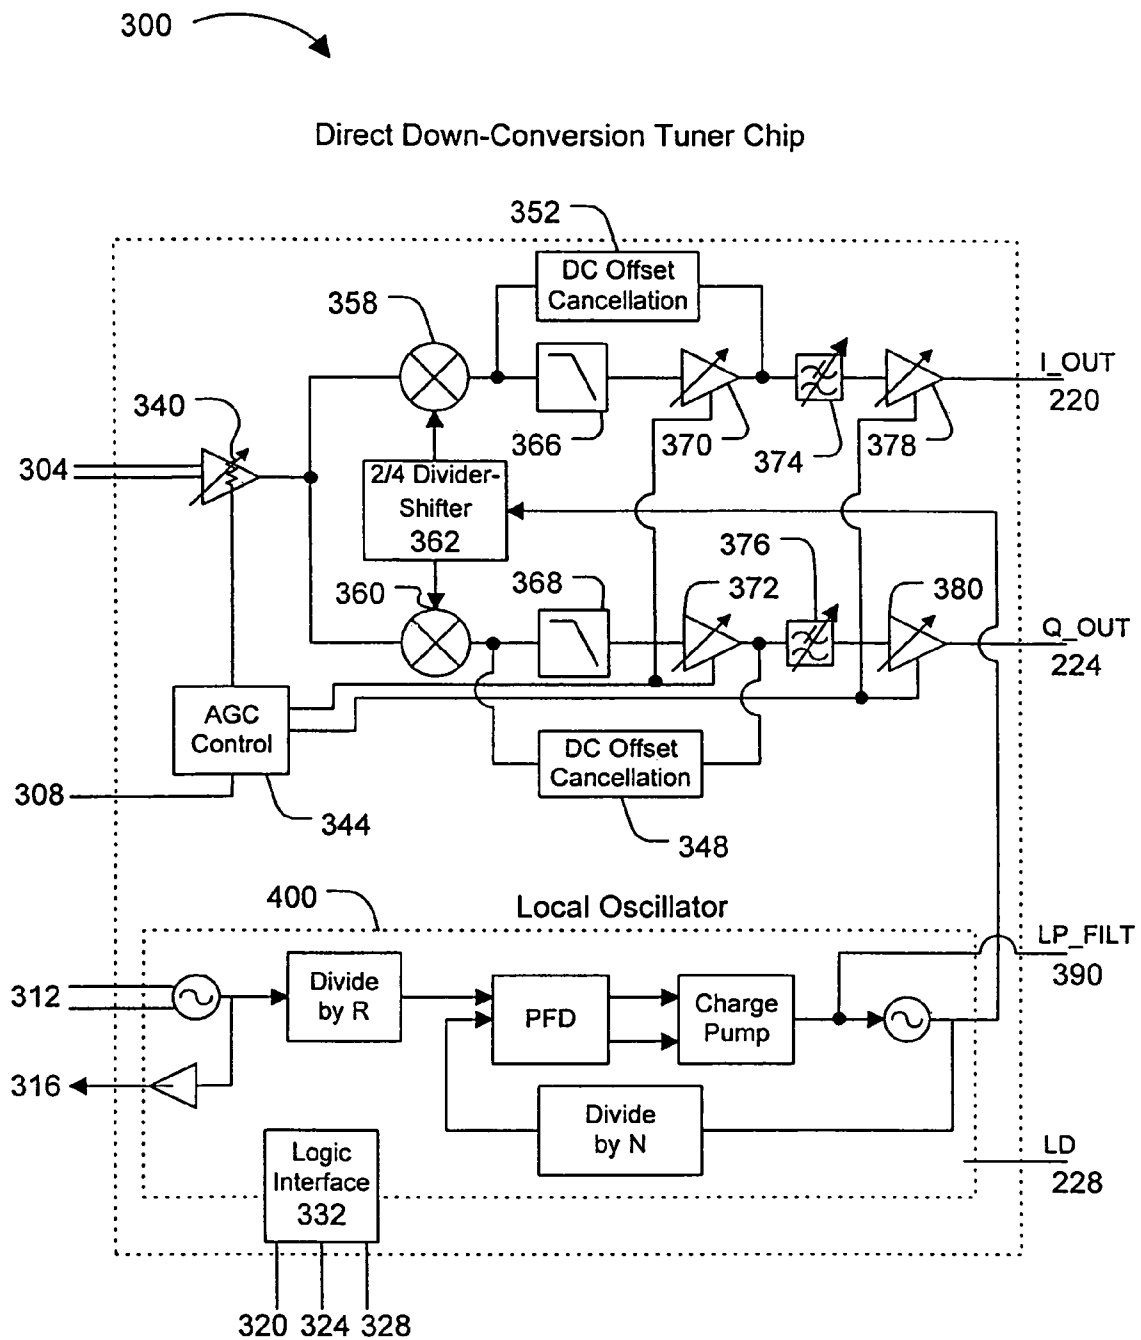 300
Direct Down-Conversion Tuner Chip
352
DC Offset
Cancellation
358
I_OUT
220
340
366
370
374
378
304
2/4 Divider-
Shifter
362
376
360
368
372
380
Q_OUT
224
AGC
Control
DC Offset
Cancellation
308
344
348
400
Local Oscillator
LP_FILT
390
312
Divide
by R
PFD
Charge
Pump
316
Divide
by N
LD
228
Logic
Interface
332
320 324 328